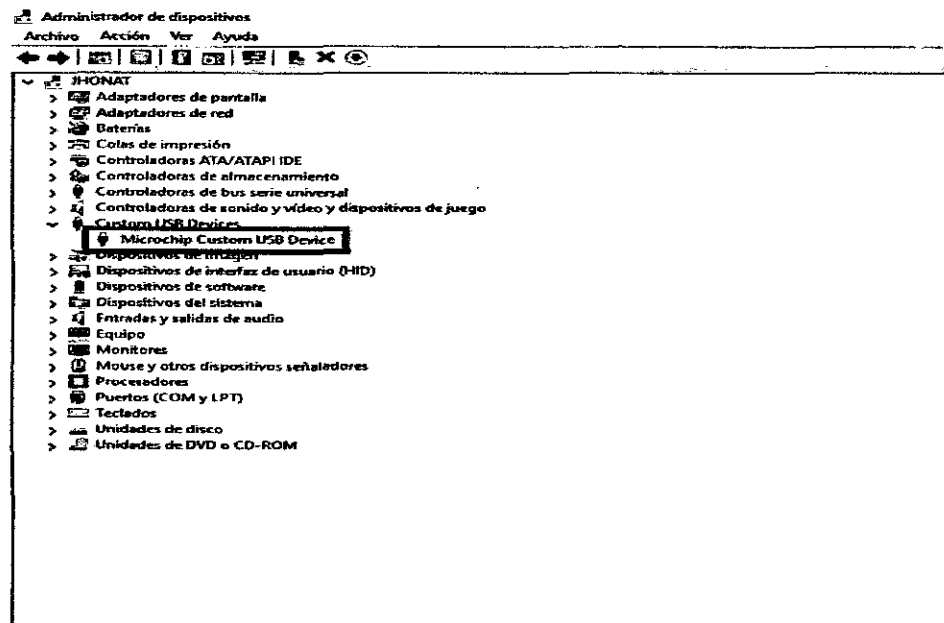 Administrador de dispositivos
Archivo Acción Ver Ayuda
JHONAT
Adaptadores de pantalla
Adaptadores de red
Baterías
Colas de impresión
Controladoras ATA/ATAPI IDE
Controladoras de almacenamiento
Controladoras de bus serie universal
Controladoras de sonido y vídeo y dispositivos de juego
Custom USB Devices
Microchip Custom USB Device
Dispositivos de imagen
Dispositivos de interfaz de usuario (HID)
Dispositivos de software
Dispositivos del sistema
Entradas y salidas de audio
Equipo
Monitores
Mouse y otros dispositivos señaladores
Procesadores
Puertos (COM y LPT)
Teclados
Unidades de disco
Unidades de DVD o CD-ROM